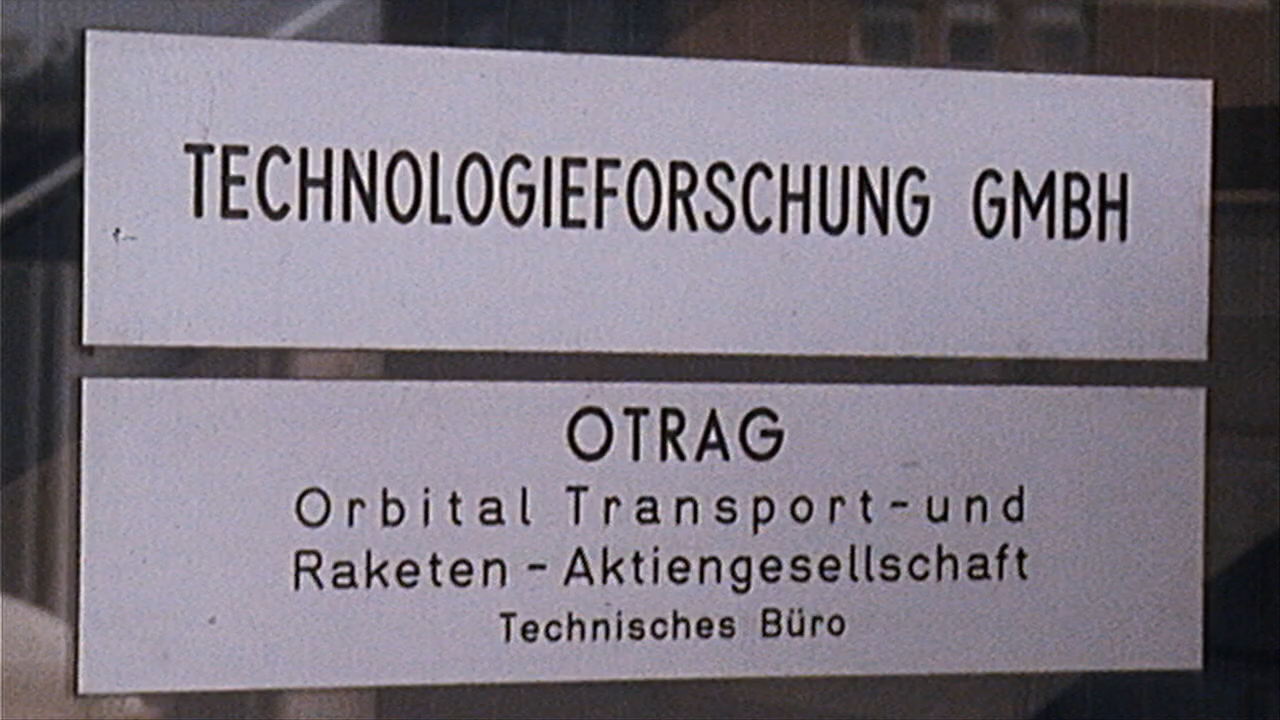 TECHNOLOGIEFORSCHUNG GMBH
OTRAG
Orbital Transport-und
Raketen-Aktiengesellschaft
Technisches Büro